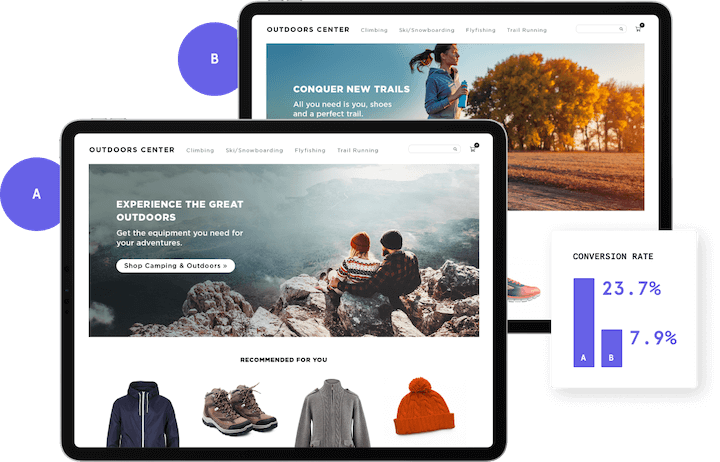 B
OUTDOORS CENTER Climbing Ski/Snowboarding Flyfishing Trail Running
CONQUER NEW TRAILS
All you need is you, shoes
and a perfect trail.
A
OUTDOORS CENTER Climbing Ski/Snowboarding Flyfishing Trail Running
EXPERIENCE THE GREAT
OUTDOORS
Get the equipment you need for
your adventures.
Shop Camping & Outdoors »
RECOMMENDED FOR YOU
CONVERSION RATE
23.7%
7.9%
A B